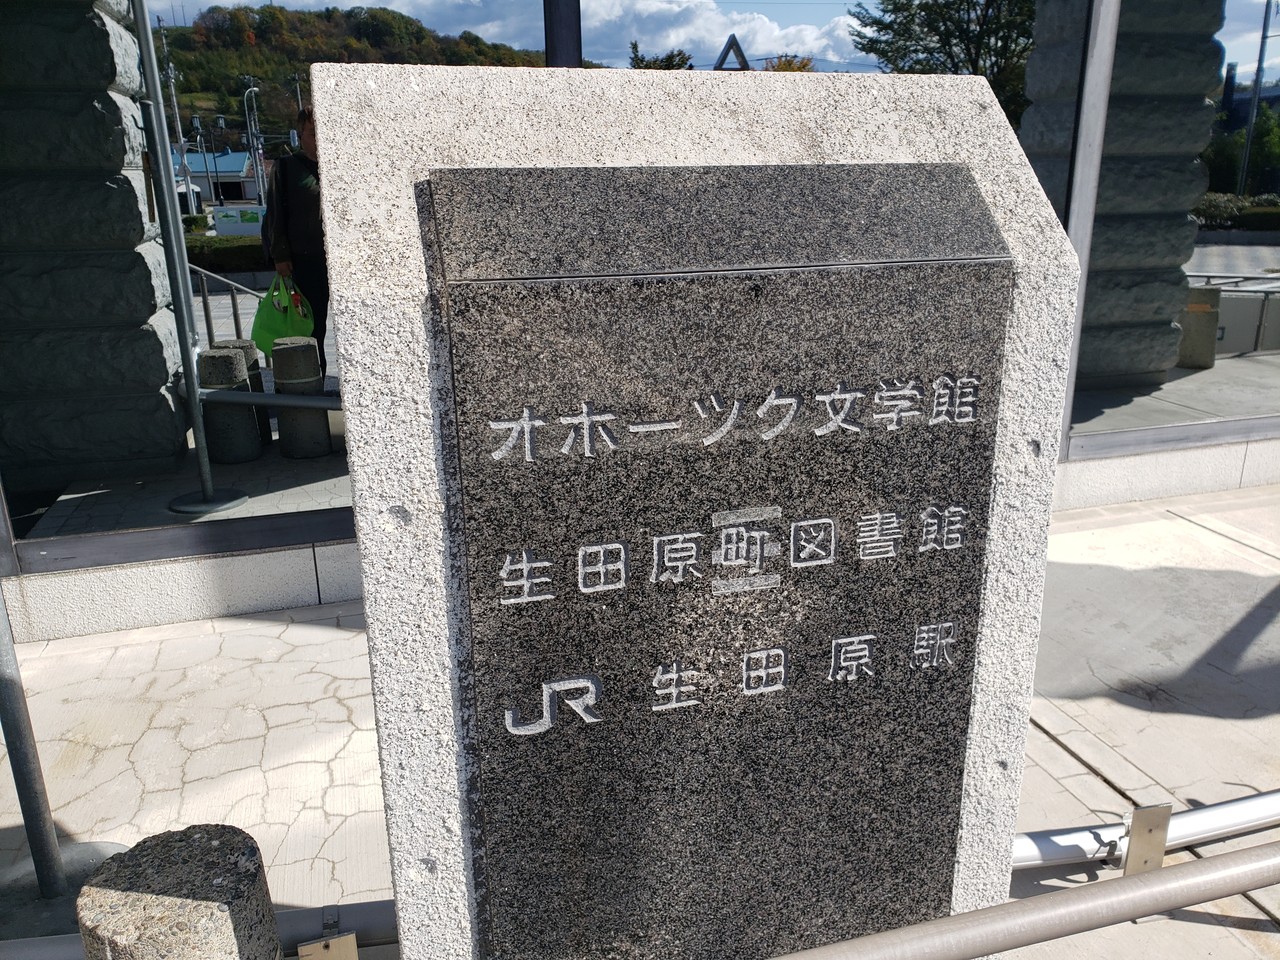 オホーツク文学館
生田原町図書館
JR 生田原駅